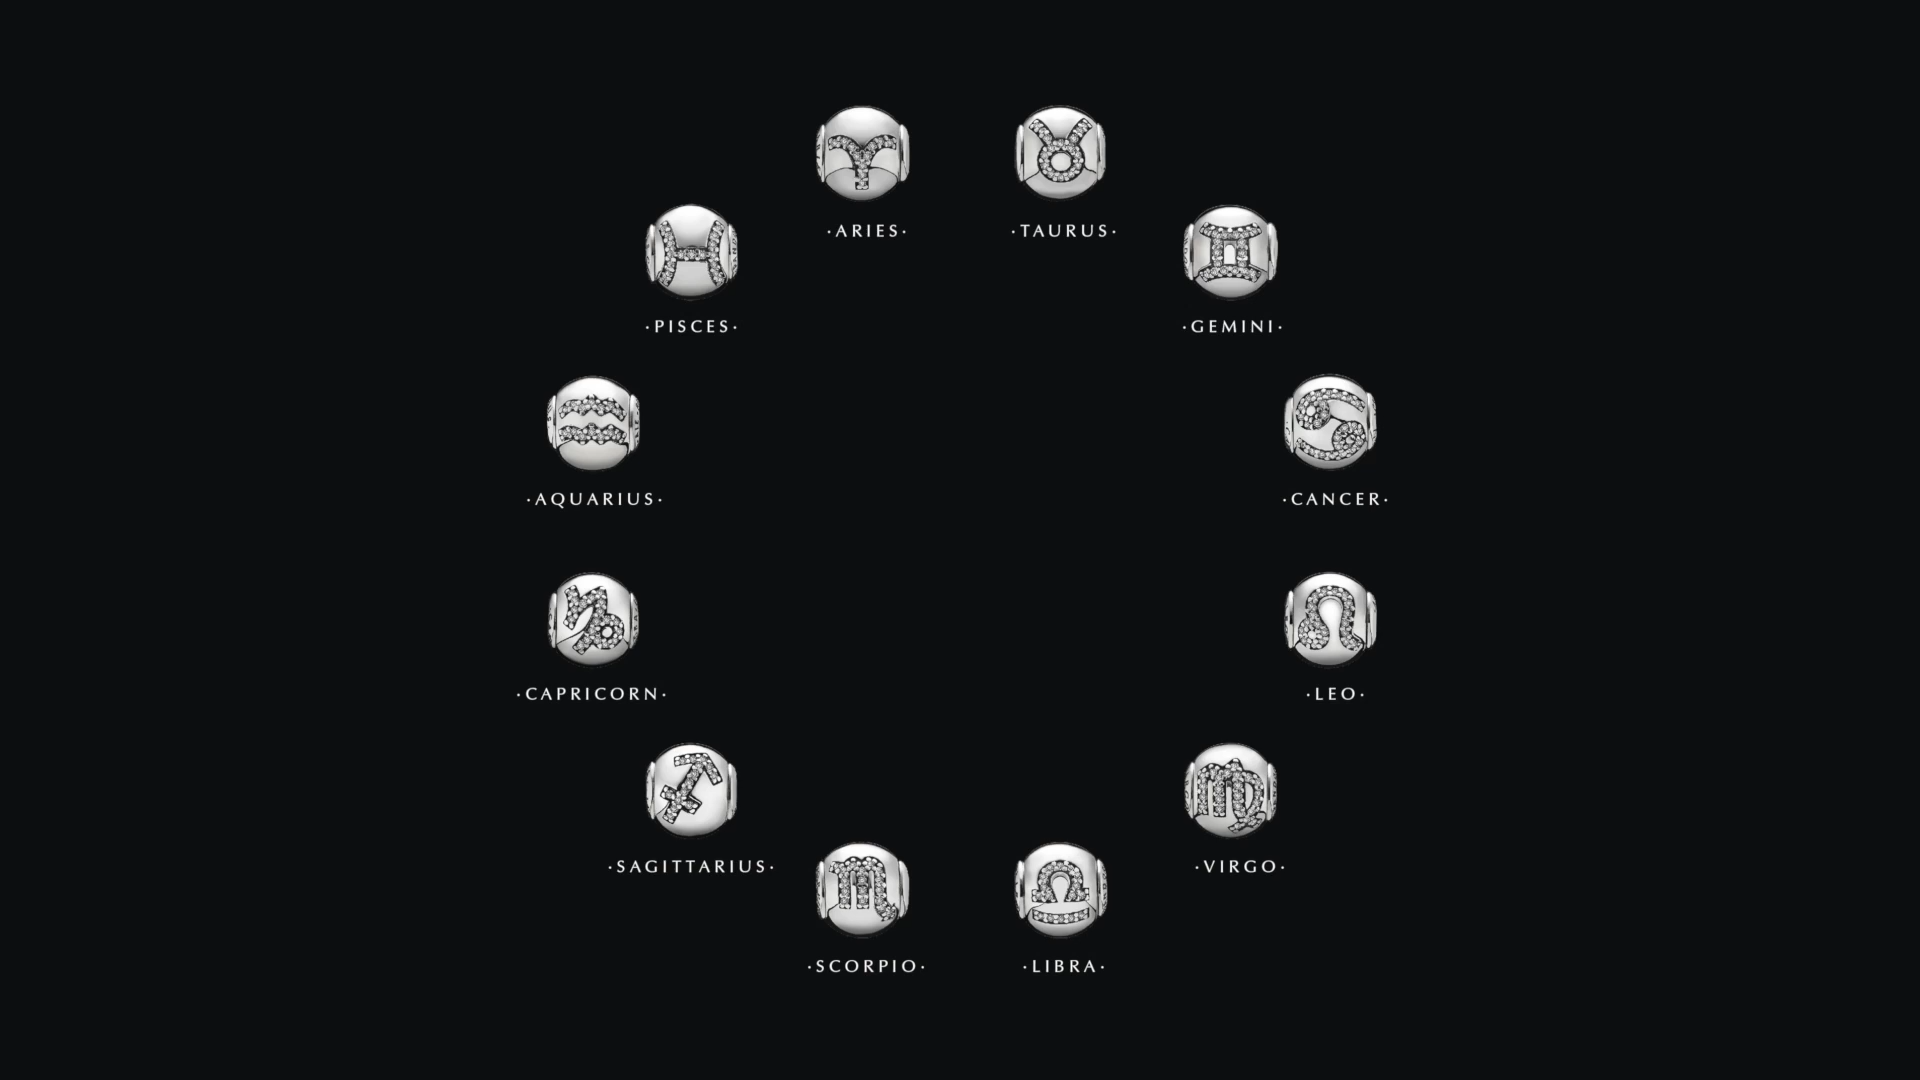 ·ARIES·
·TAURUS·
·PISCES·
·GEMINI·
·AQUARIUS·
·CANCER·
·CAPRICORN·
·LEO·
·SAGITTARIUS·
·VIRGO·
·SCORPIO·
·LIBRA·